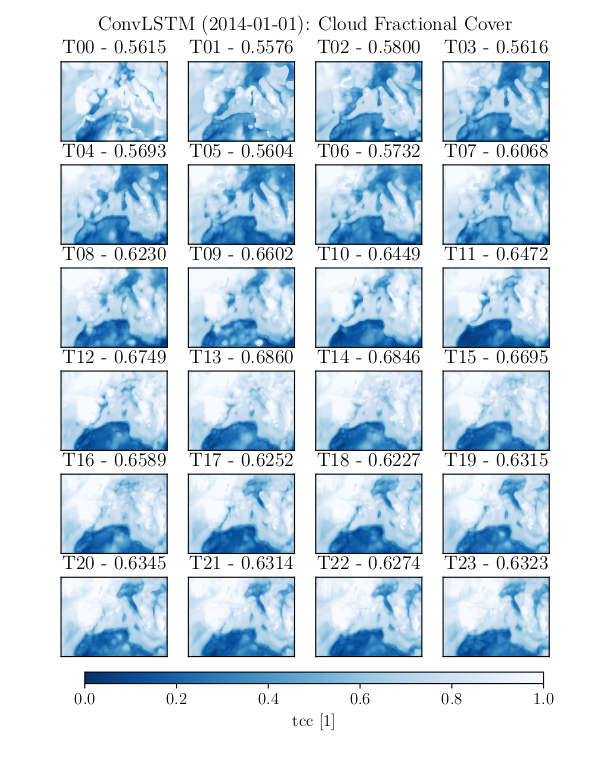 ConvLSTM (2014-01-01): Cloud Fractional Cover
T00 - 0.5615 T01 - 0.5576 T02 - 0.5800 T03 - 0.5616
T04 - 0.5693 T05 - 0.5604 T06 - 0.5732 T07 - 0.6068
T08 - 0.6230 T09 - 0.6602 T10 - 0.6449 T11 - 0.6472
T12 - 0.6749 T13 - 0.6860 T14 - 0.6846 T15 - 0.6695
T16 - 0.6589 T17 - 0.6252 T18 - 0.6227 T19 - 0.6315
T20 - 0.6345 T21 - 0.6314 T22 - 0.6274 T23 - 0.6323
0.0 0.2 0.4 0.6 0.8 1.0
tcc [1]